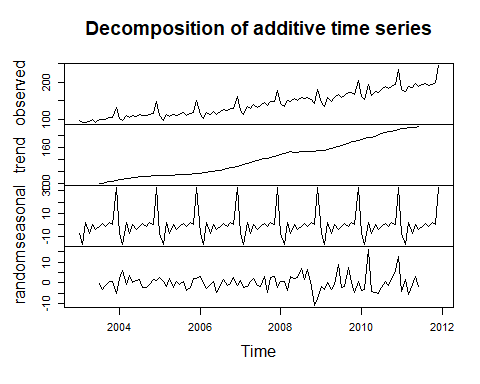 Decomposition of additive time series
observed
200
100
trend
160
seasonal
30
10
-10
random
10
0
-10
2004 2006 2008 2010 2012
Time